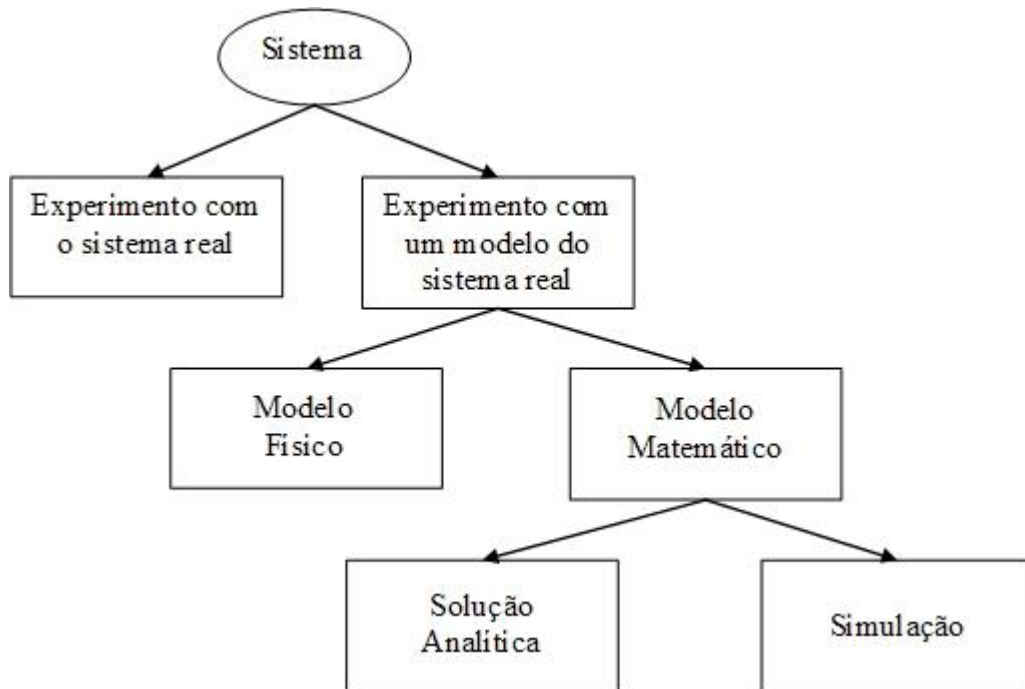 Sistema
Experimento com
o sistema real
Experimento com
um modelo do
sistema real
Modelo
Físico
Modelo
Matemático
Solução
Analítica
Simulação